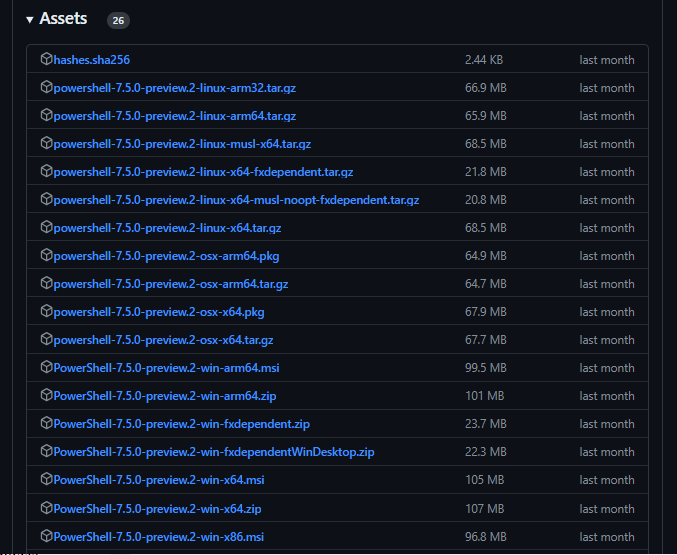 Assets 26
hashes.sha256 2.44 KB last month
powershell-7.5.0-preview.2-linux-arm32.tar.gz 66.9 MB last month
powershell-7.5.0-preview.2-linux-arm64.tar.gz 65.9 MB last month
powershell-7.5.0-preview.2-linux-musl-x64.tar.gz 68.5 MB last month
powershell-7.5.0-preview.2-linux-x64-fxdependent.tar.gz 21.8 MB last month
powershell-7.5.0-preview.2-linux-x64-musl-noopt-fxdependent.tar.gz 20.8 MB last month
powershell-7.5.0-preview.2-linux-x64.tar.gz 68.5 MB last month
powershell-7.5.0-preview.2-osx-arm64.pkg 64.9 MB last month
powershell-7.5.0-preview.2-osx-arm64.tar.gz 64.7 MB last month
powershell-7.5.0-preview.2-osx-x64.pkg 67.9 MB last month
powershell-7.5.0-preview.2-osx-x64.tar.gz 67.7 MB last month
PowerShell-7.5.0-preview.2-win-arm64.msi 99.5 MB last month
PowerShell-7.5.0-preview.2-win-arm64.zip 101 MB last month
PowerShell-7.5.0-preview.2-win-fxdependent.zip 23.7 MB last month
PowerShell-7.5.0-preview.2-win-fxdependentWinDesktop.zip 22.3 MB last month
PowerShell-7.5.0-preview.2-win-x64.msi 105 MB last month
PowerShell-7.5.0-preview.2-win-x64.zip 107 MB last month
PowerShell-7.5.0-preview.2-win-x86.msi 96.8 MB last month